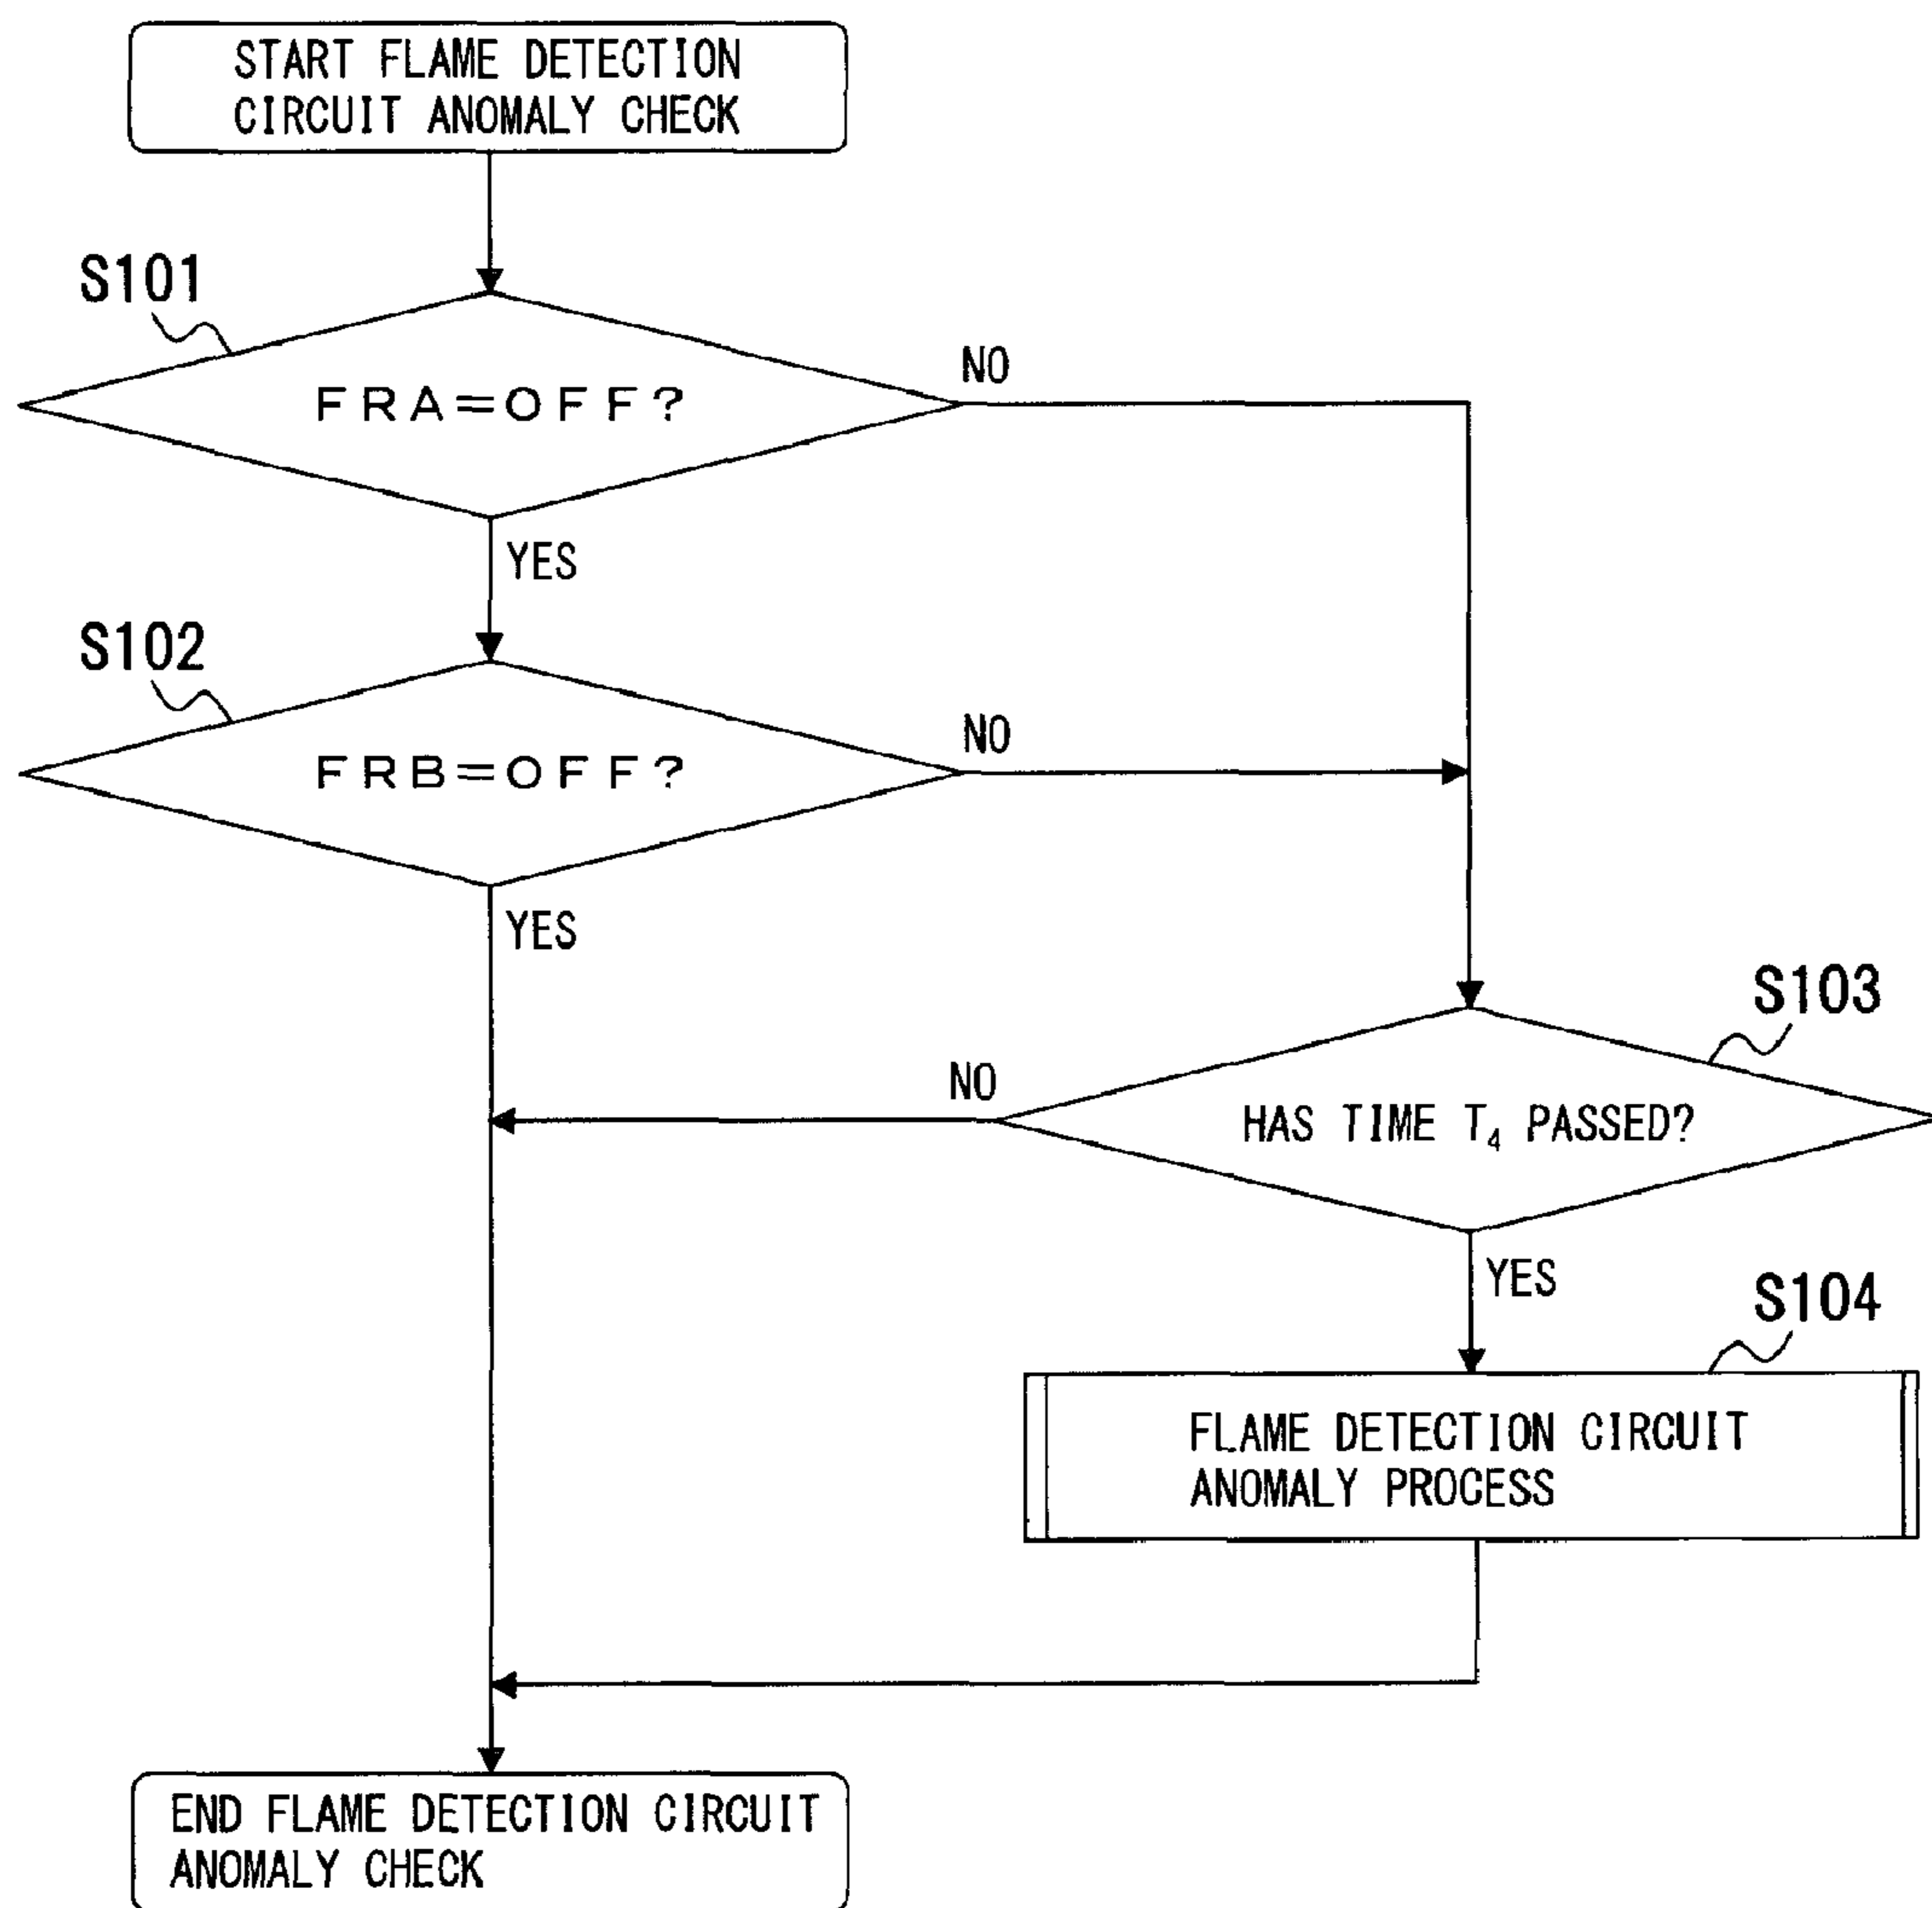 START FLAME DETECTION
CIRCUIT ANOMALY CHECK
S101
FRA=OFF?
NO
YES
S102
FRB=OFF?
NO
YES
S103
HAS TIME T₄ PASSED?
NO
YES
S104
FLAME DETECTION CIRCUIT
ANOMALY PROCESS
END FLAME DETECTION CIRCUIT
ANOMALY CHECK